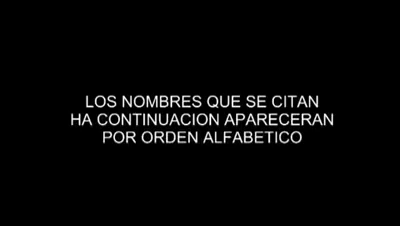 LOS NOMBRES QUE SE CITAN
HA CONTINUACION APARECERAN
POR ORDEN ALFABETICO